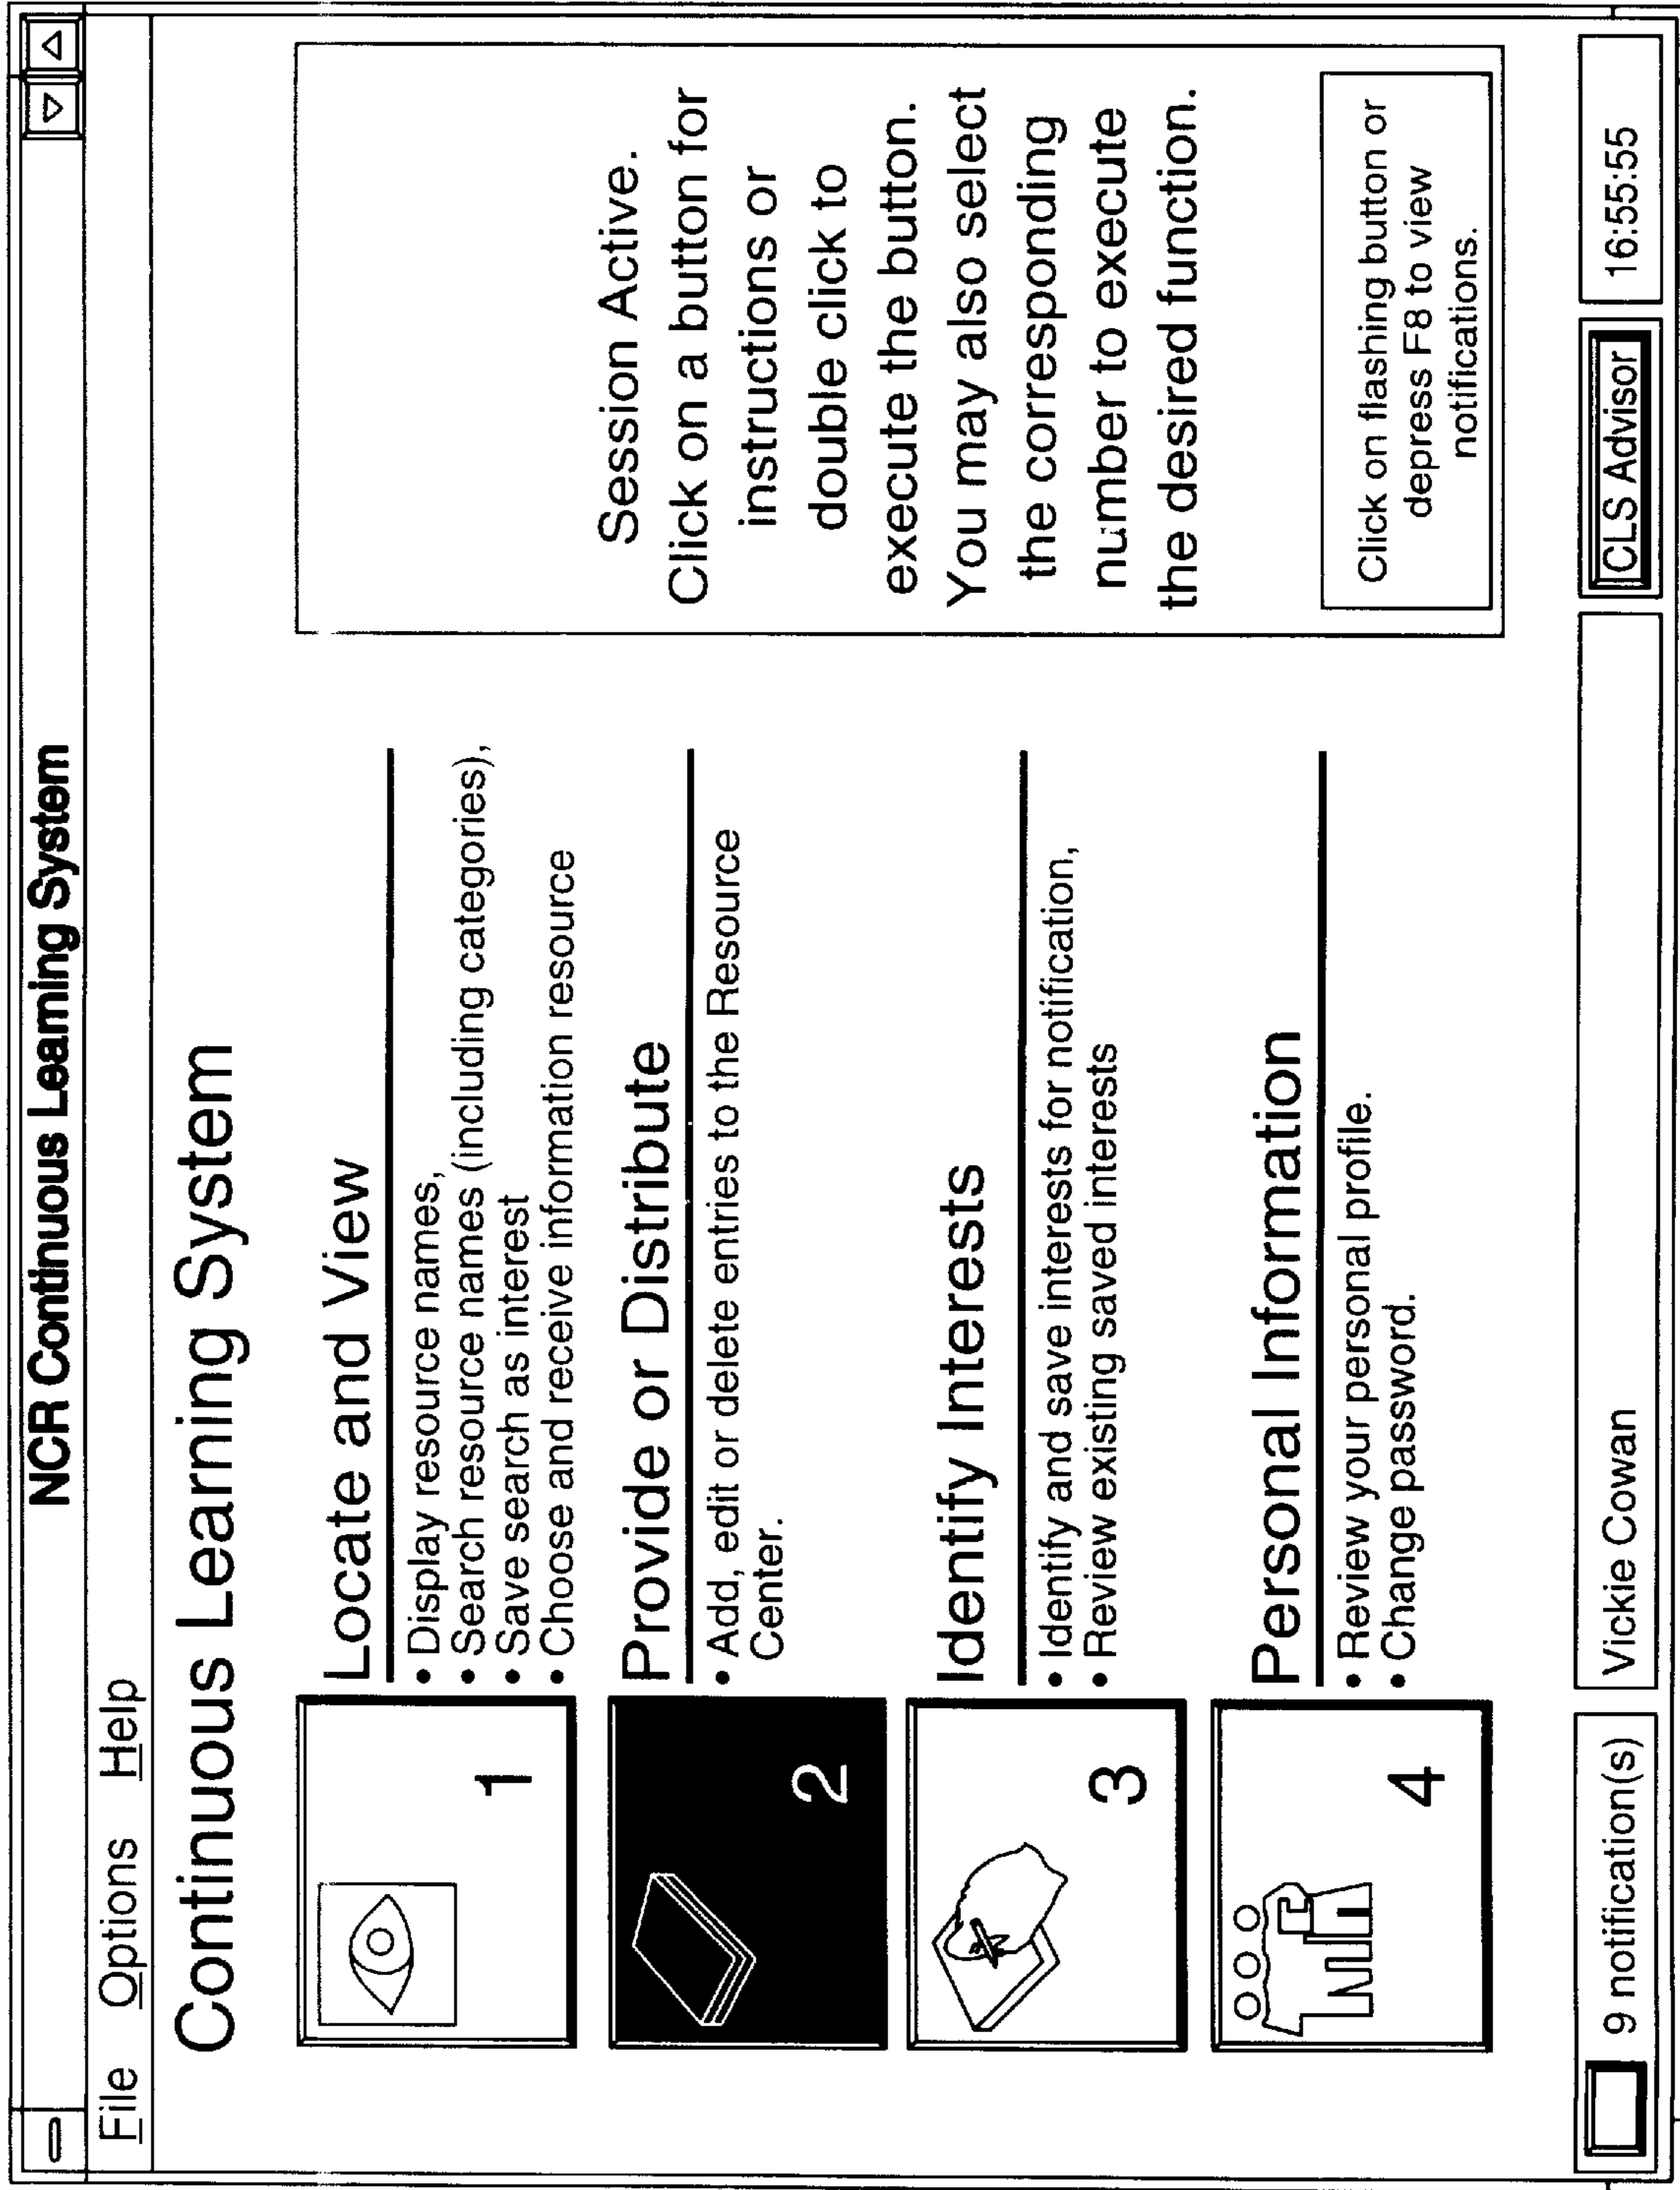 NCR Continuous Learning System
File Options Help
Continuous Learning System
1
Locate and View
• Display resource names,
• Search resource names (including categories),
• Save search as interest
• Choose and receive information resource
2
Provide or Distribute
• Add, edit or delete entries to the Resource
Center.
3
Identify Interests
• Identify and save interests for notification,
• Review existing saved interests
4
Personal Information
• Review your personal profile.
• Change password.
Session Active.
Click on a button for
instructions or
double click to
execute the button.
You may also select
the corresponding
number to execute
the desired function.
Click on flashing button or
depress F8 to view
notifications.
9 notification(s)
Vickie Cowan
CLS Advisor
16:55:55